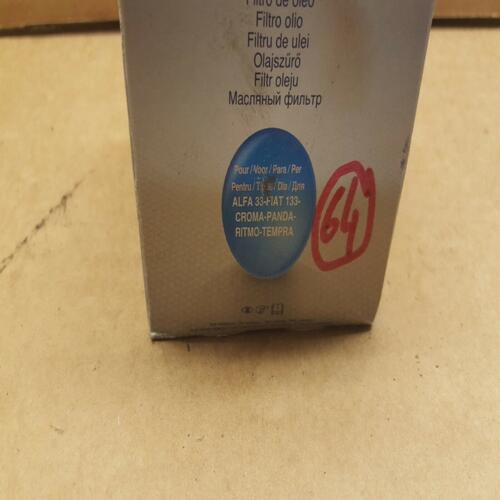 Filtro de óleo
Filtro olio
Filtru de ulei
Olajszűrő
Filtr oleju
Масляный фильтр
Pour / Voor / Para / Per
Pentru / / Dla / Для
ALFA 33-FIAT 133-
CROMA-PANDA-
RITMO-TEMPRA
64